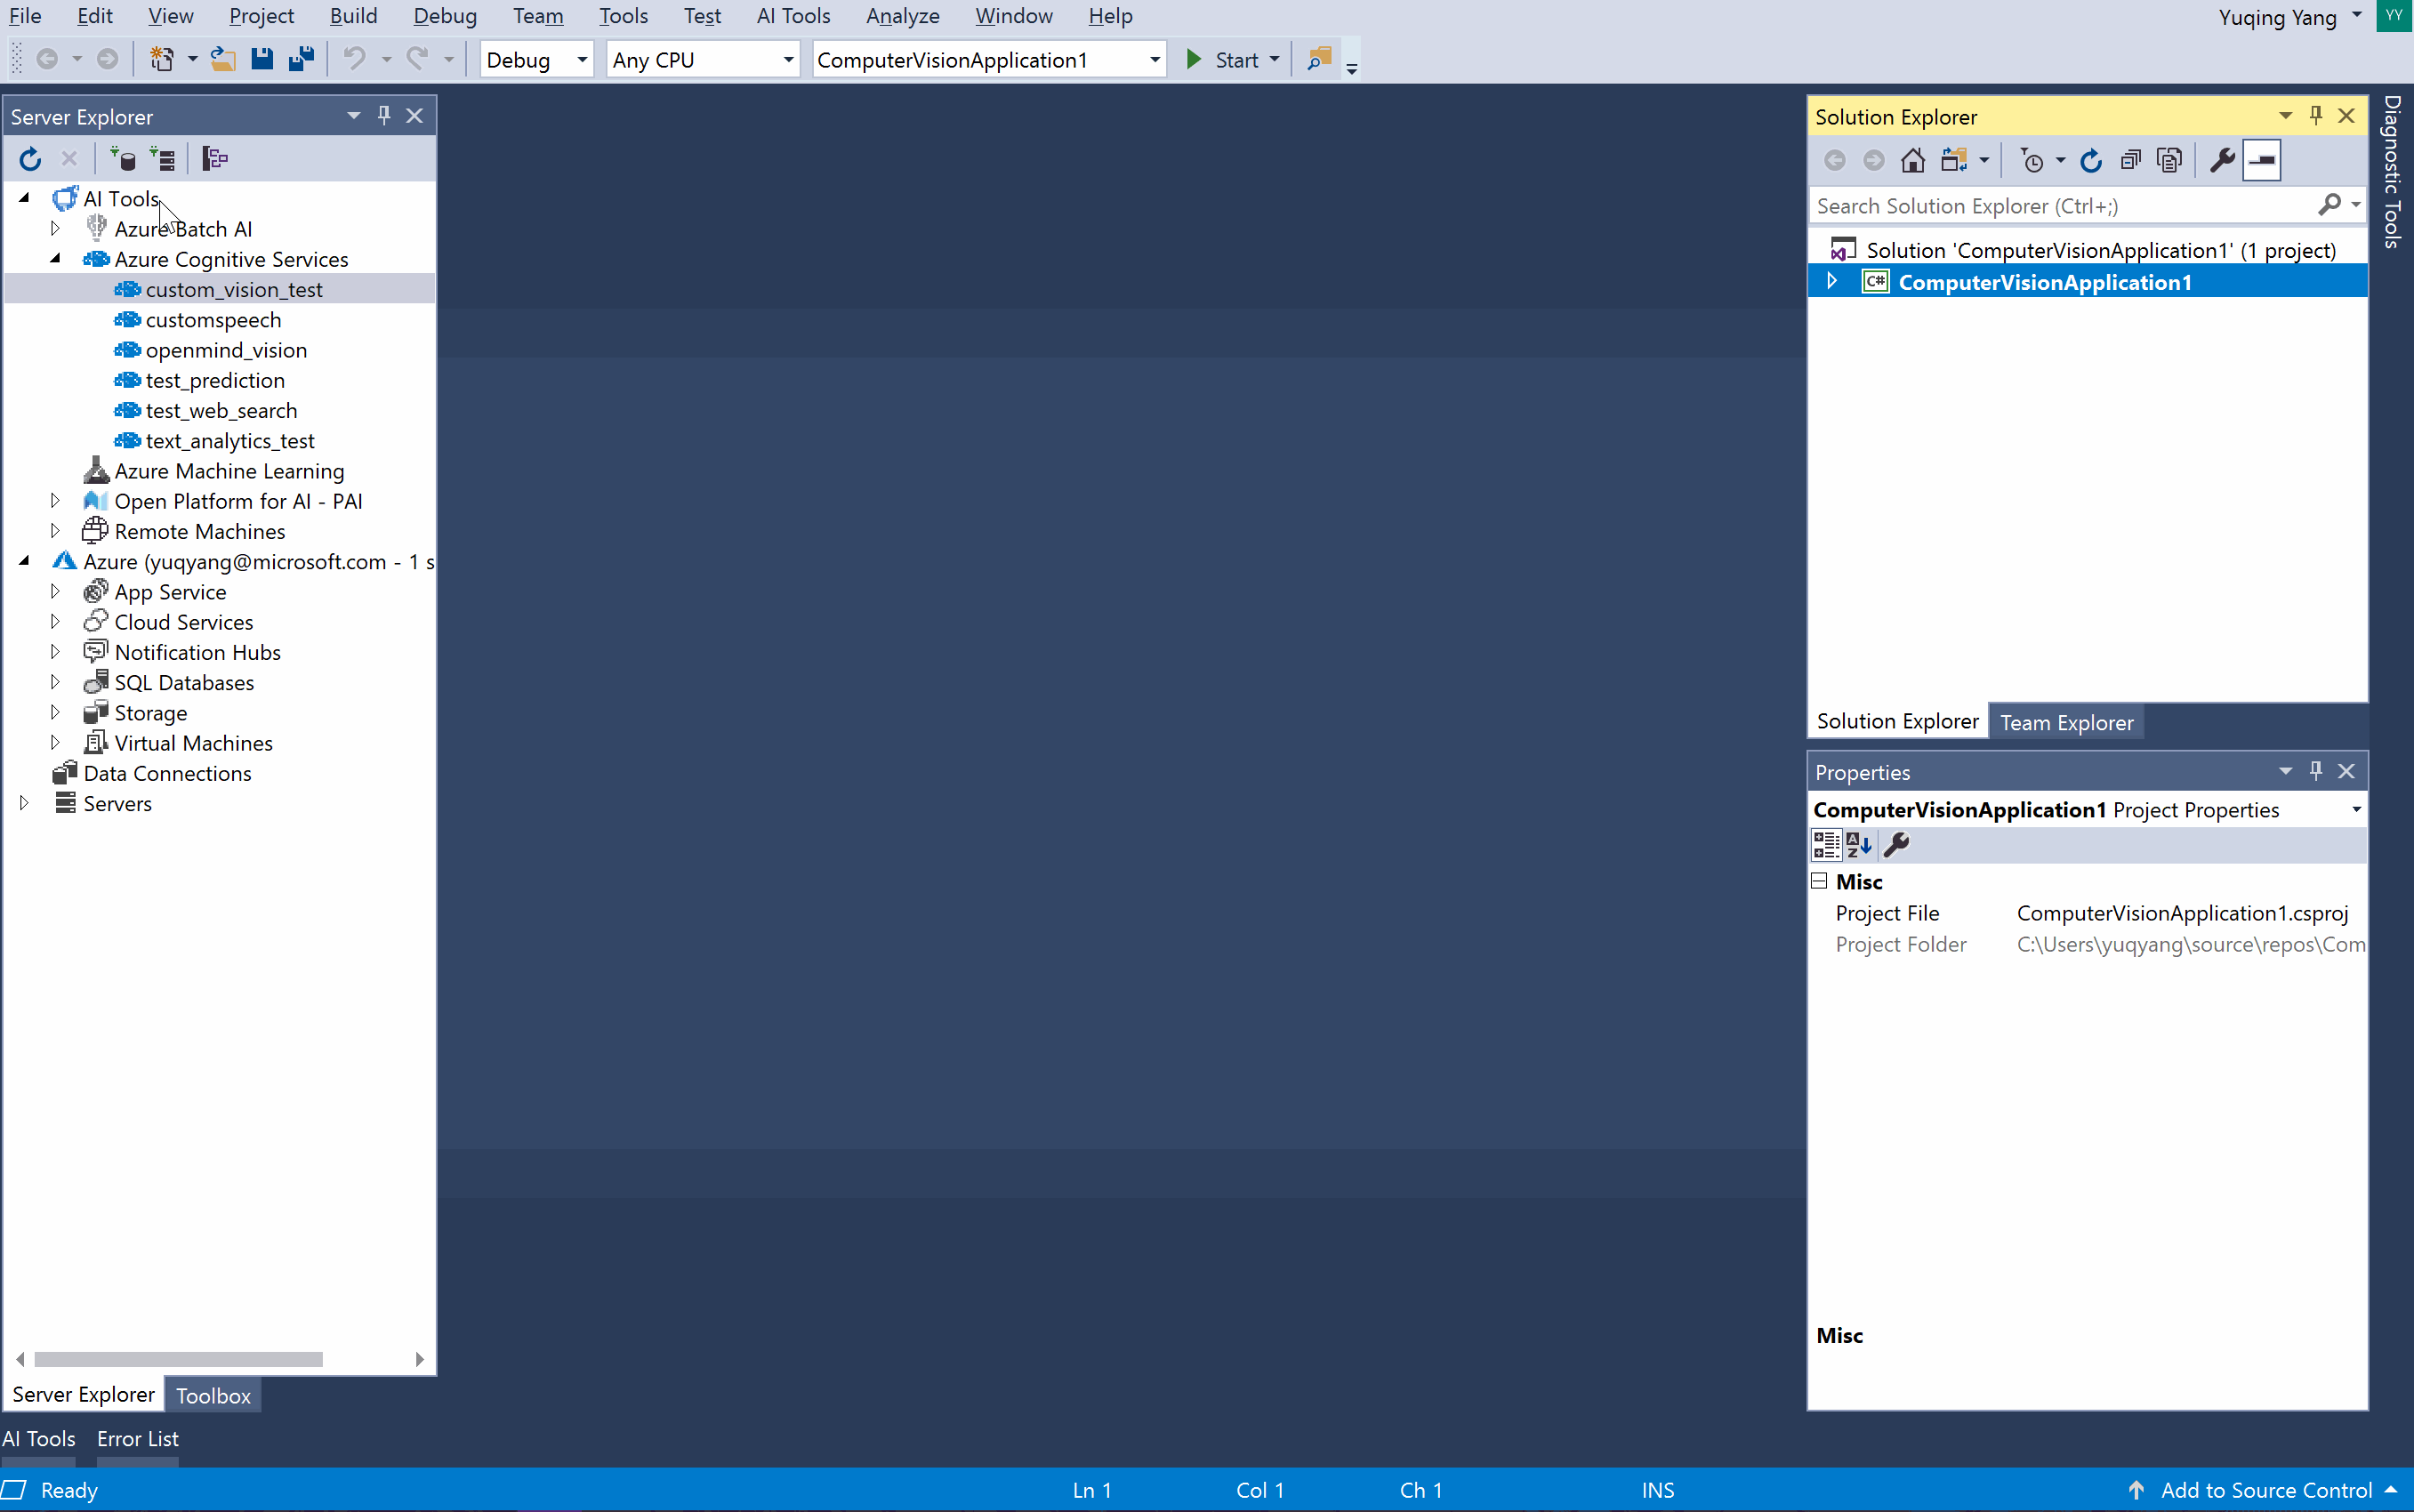 File Edit View Project Build Debug Team Tools Test AI Tools Analyze Window Help
Yuqing Yang YY
Debug Any CPU ComputerVisionApplication1 Start
Server Explorer
AI Tools
Azure Batch AI
Azure Cognitive Services
custom_vision_test
customspeech
openmind_vision
test_prediction
test_web_search
text_analytics_test
Azure Machine Learning
Open Platform for AI - PAI
Remote Machines
Azure (yuqyang@microsoft.com - 1 s
App Service
Cloud Services
Notification Hubs
SQL Databases
Storage
Virtual Machines
Data Connections
Servers
Server Explorer Toolbox
AI Tools Error List
Solution Explorer
Search Solution Explorer (Ctrl+;)
Solution 'ComputerVisionApplication1' (1 project)
C# ComputerVisionApplication1
Solution Explorer Team Explorer
Properties
ComputerVisionApplication1 Project Properties
Misc
Project File ComputerVisionApplication1.csproj
Project Folder C:\Users\yuqyang\source\repos\Com
Misc
Diagnostic Tools
Ready Ln 1 Col 1 Ch 1 INS Add to Source Control